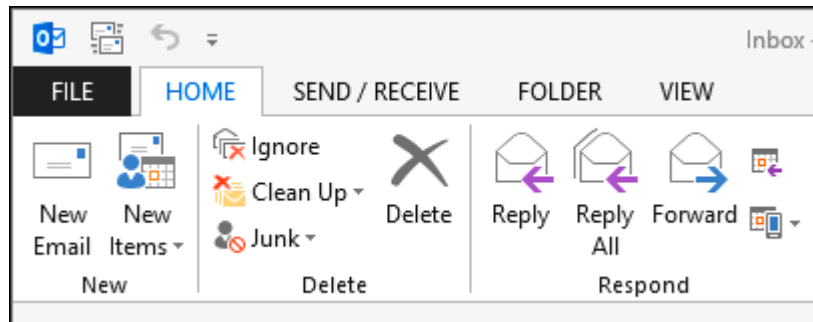 Inbox -
FILE HOME SEND / RECEIVE FOLDER VIEW
New Email
New Items
Ignore
Clean Up
Junk
Delete
Reply
Reply All
Forward
New
Delete
Respond